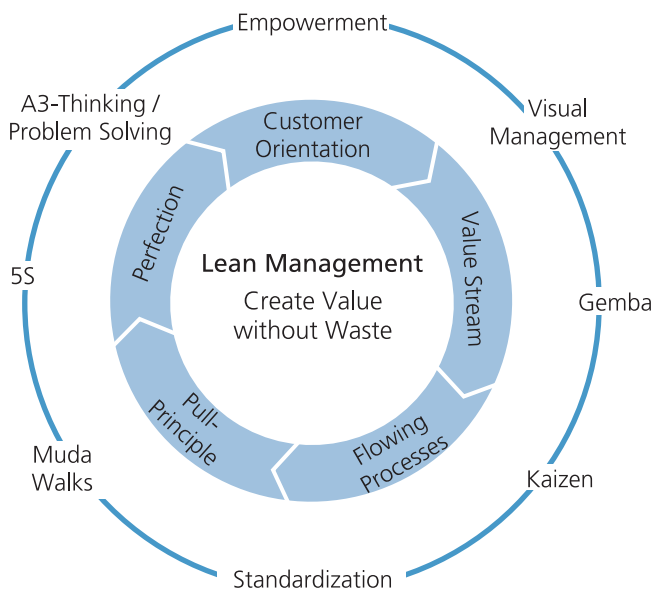 Empowerment
A3-Thinking /
Problem Solving
Visual
Management
Customer
Orientation
Perfection
Value Stream
Lean Management
Create Value
without Waste
5S
Gemba
Pull-
Principle
Flowing
Processes
Muda
Walks
Kaizen
Standardization